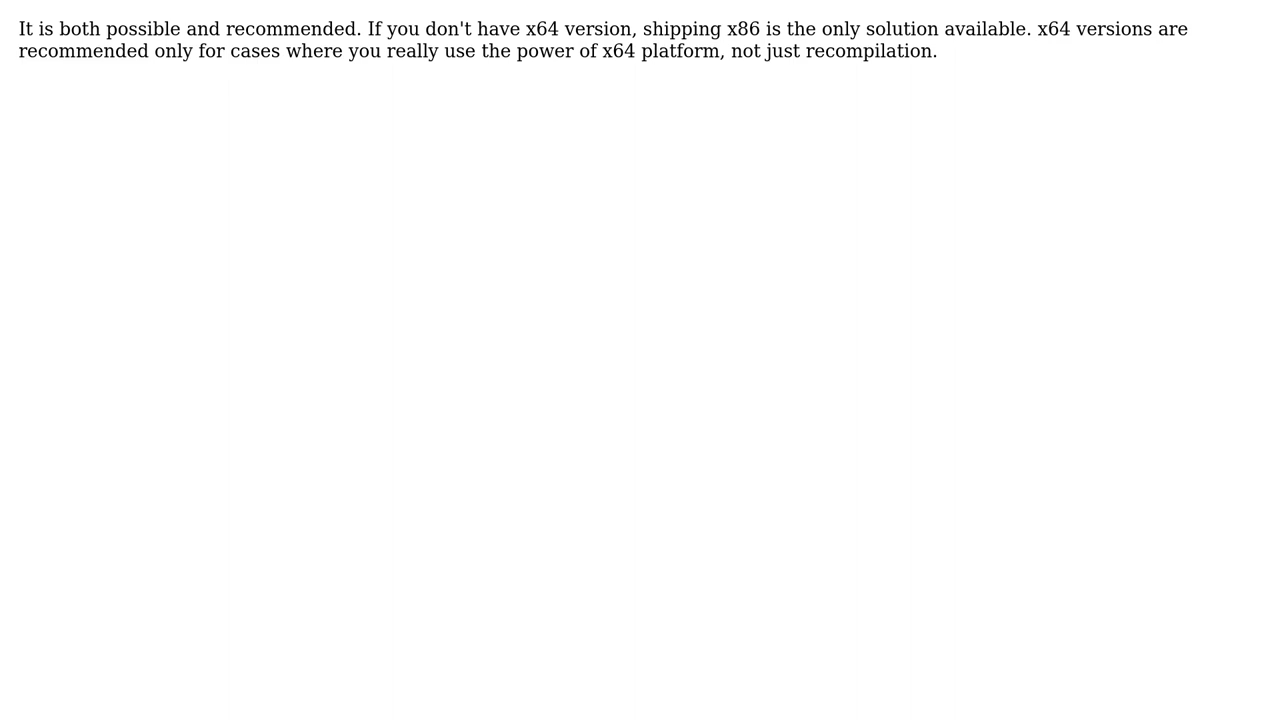 It is both possible and recommended. If you don't have x64 version, shipping x86 is the only solution available. x64 versions are
recommended only for cases where you really use the power of x64 platform, not just recompilation.